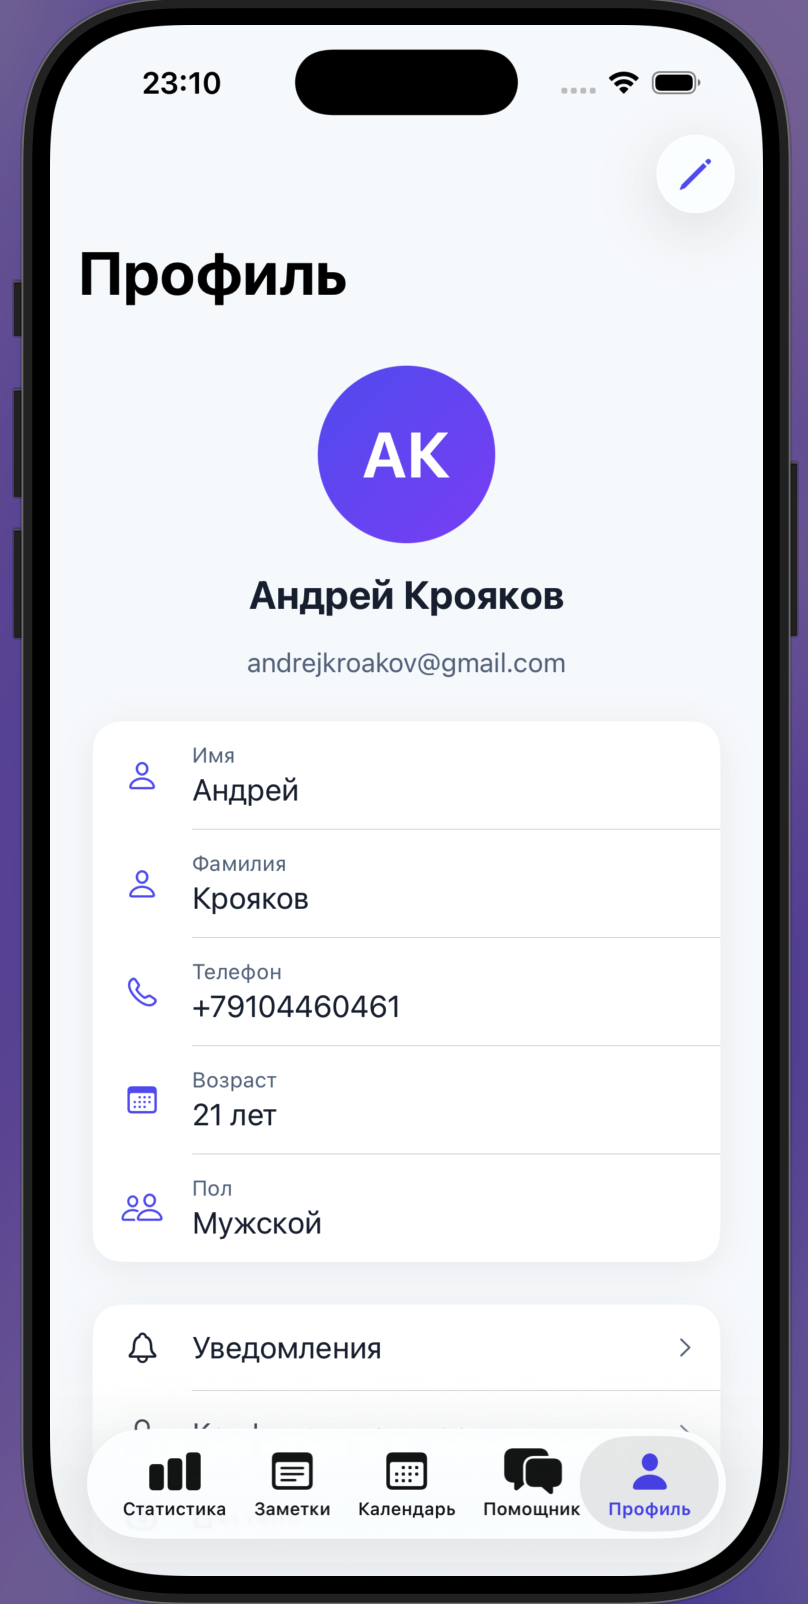 23:10
Профиль
АК
Андрей Крояков
andrejkroakov@gmail.com
Имя
Андрей
Фамилия
Крояков
Телефон
+79104460461
Возраст
21 лет
Пол
Мужской
Уведомления
Статистика
Заметки
Календарь
Помощник
Профиль